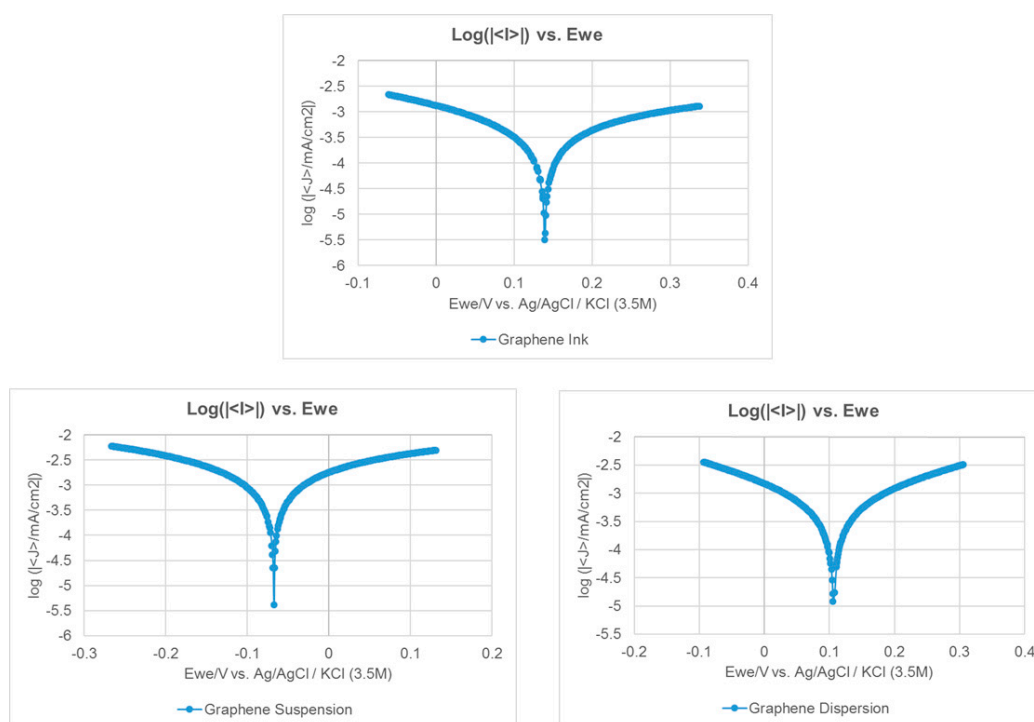 Log(|<I>|) vs. Ewe
log (|<J>/mA/cm2|)
-2
-2.5
-3
-3.5
-4
-4.5
-5
-5.5
-6
-0.1 0 0.1 0.2 0.3 0.4
Ewe/V vs. Ag/AgCl / KCl (3.5M)
Graphene Ink
Log(|<I>|) vs. Ewe
log (|<J>/mA/cm2|)
-2
-2.5
-3
-3.5
-4
-4.5
-5
-5.5
-6
-0.3 -0.2 -0.1 0 0.1 0.2
Ewe/V vs. Ag/AgCl / KCl (3.5M)
Graphene Suspension
Log(|<I>|) vs. Ewe
log (|<J>/mA/cm2|)
-2
-2.5
-3
-3.5
-4
-4.5
-5
-5.5
-0.2 -0.1 0 0.1 0.2 0.3 0.4
Ewe/V vs. Ag/AgCl / KCl (3.5M)
Graphene Dispersion